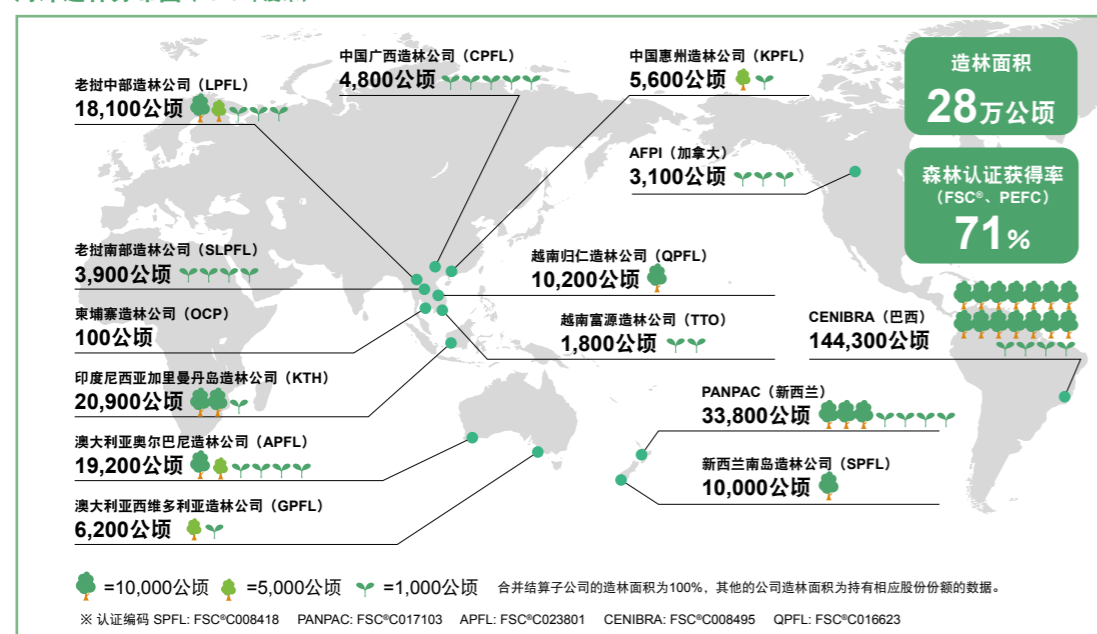 中国广西造林公司（CPFL）
4,800公顷
中国惠州造林公司（KPFL）
5,600公顷
造林面积
28万公顷
老挝中部造林公司（LPFL）
18,100公顷
AFPI（加拿大）
3,100公顷
森林认证获得率
（FSC®、PEFC）
71%
老挝南部造林公司（SLPFL）
3,900公顷
越南归仁造林公司（QPFL）
10,200公顷
柬埔寨造林公司（OCP）
100公顷
越南富源造林公司（TTO）
1,800公顷
CENIBRA（巴西）
144,300公顷
印度尼西亚加里曼丹岛造林公司（KTH）
20,900公顷
PANPAC（新西兰）
33,800公顷
澳大利亚奥尔巴尼造林公司（APFL）
19,200公顷
新西兰南岛造林公司（SPFL）
10,000公顷
澳大利亚西维多利亚造林公司（GPFL）
6,200公顷
=10,000公顷 =5,000公顷 =1,000公顷 合并结算子公司的造林面积为100%，其他的公司造林面积为持有相应股份份额的数据。
※ 认证编码 SPFL: FSC®C008418 PANPAC: FSC®C017103 APFL: FSC®C023801 CENIBRA: FSC®C008495 QPFL: FSC®C016623